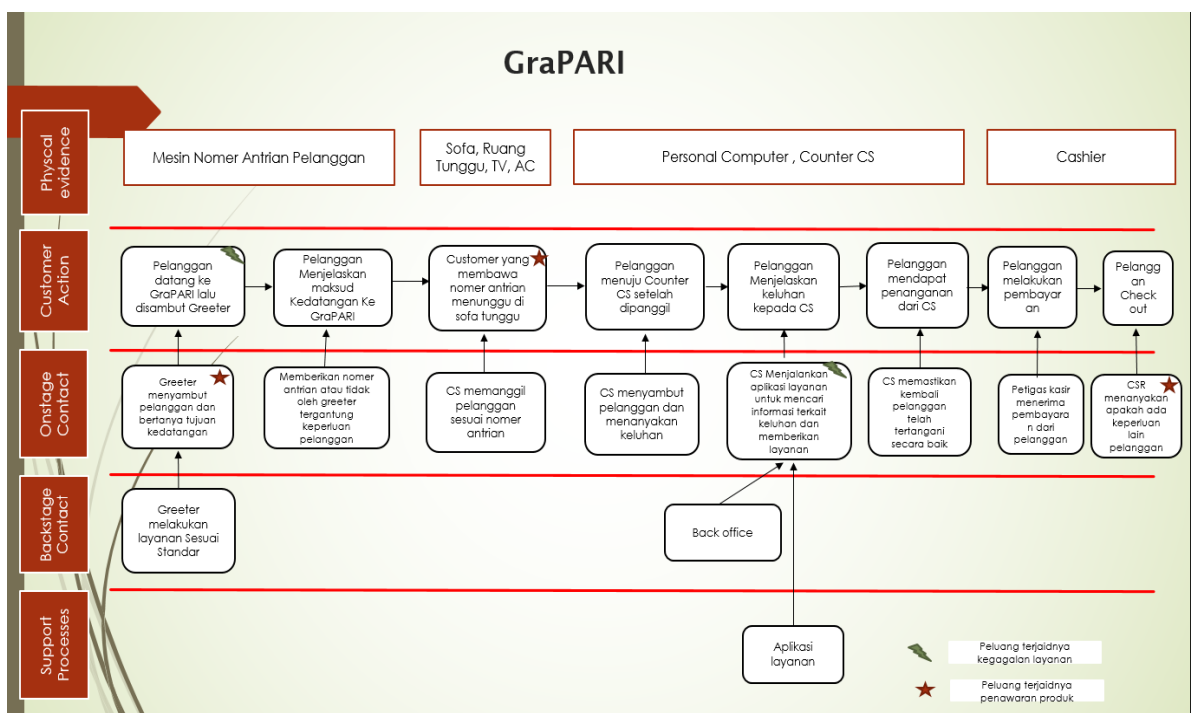 GraPARI
Physcal
evidence
Mesin Nomer Antrian Pelanggan
Sofa, Ruang
Tunggu, TV, AC
Personal Computer , Counter CS
Cashier
Customer
Action
Pelanggan
datang ke
GraPARI lalu
disambut Greeter
Pelanggan
Menjelaskan
maksud
Kedatangan Ke
GraPARI
Customer yang
membawa
nomer antrian
menunggu di
sofa tunggu
Pelanggan
menuju Counter
CS setelah
dipanggil
Pelanggan
Menjelaskan
keluhan
kepada CS
Pelanggan
mendapat
penanganan
dari CS
Pelanggan
melakukan
pembayar
an
Pelangg
an
Check
out
Onstage
Contact
Greeter
menyambut
pelanggan dan
bertanya tujuan
kedatangan
Memberikan nomer
antrian atau tidak
oleh greeter
tergantung
keperluan
pelanggan
CS memanggil
pelanggan
sesuai nomer
antrian
CS menyambut
pelanggan dan
menanyakan
keluhan
CS Menjalankan
aplikasi layanan
untuk mencari
informasi terkait
keluhan dan
memberikan
layanan
CS memastikan
kembali
pelanggan
telah
tertangani
secara baik
Petigas kasir
menerima
pembayara
n dari
pelanggan
CSR
menanyakan
apakah ada
keperluan
lain
pelanggan
Backstage
Contact
Greeter
melakukan
layanan Sesuai
Standar
Back office
Support
Processes
Aplikasi
layanan
Peluang terjaidnya
kegagalan layanan
Peluang terjaidnya
penawaran produk